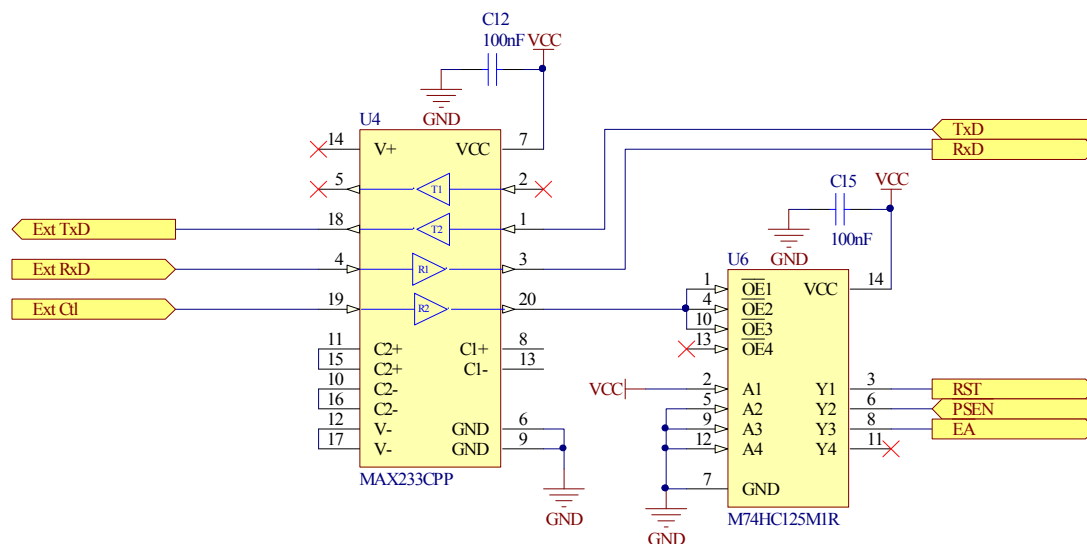 C12
100nF
VCC
GND
U4
14 V+ VCC 7
5 T1 2
Ext TxD 18 T2 1 TxD
Ext RxD 4 R1 3 RxD
Ext Ctl 19 R2 20
11 C2+ C1+ 8
15 C2+ C1- 13
10 C2-
16 C2-
12 V- GND 6
17 V- GND 9
MAX233CPP
GND
C15
VCC
100nF
GND
U6
1 OE1 VCC 14
4 OE2
10 OE3
13 OE4
VCC 2 A1 Y1 3 RST
5 A2 Y2 6 PSEN
9 A3 Y3 8 EA
12 A4 Y4 11
7 GND
M74HC125M1R
GND